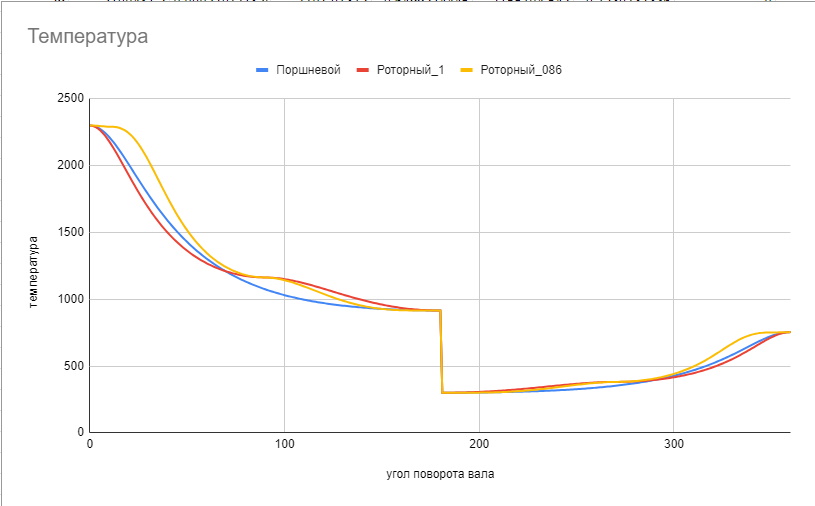 Температура
Поршневой Роторный_1 Роторный_086
2500
2000
1500
1000
500
0
температура
0 100 200 300
угол поворота вала